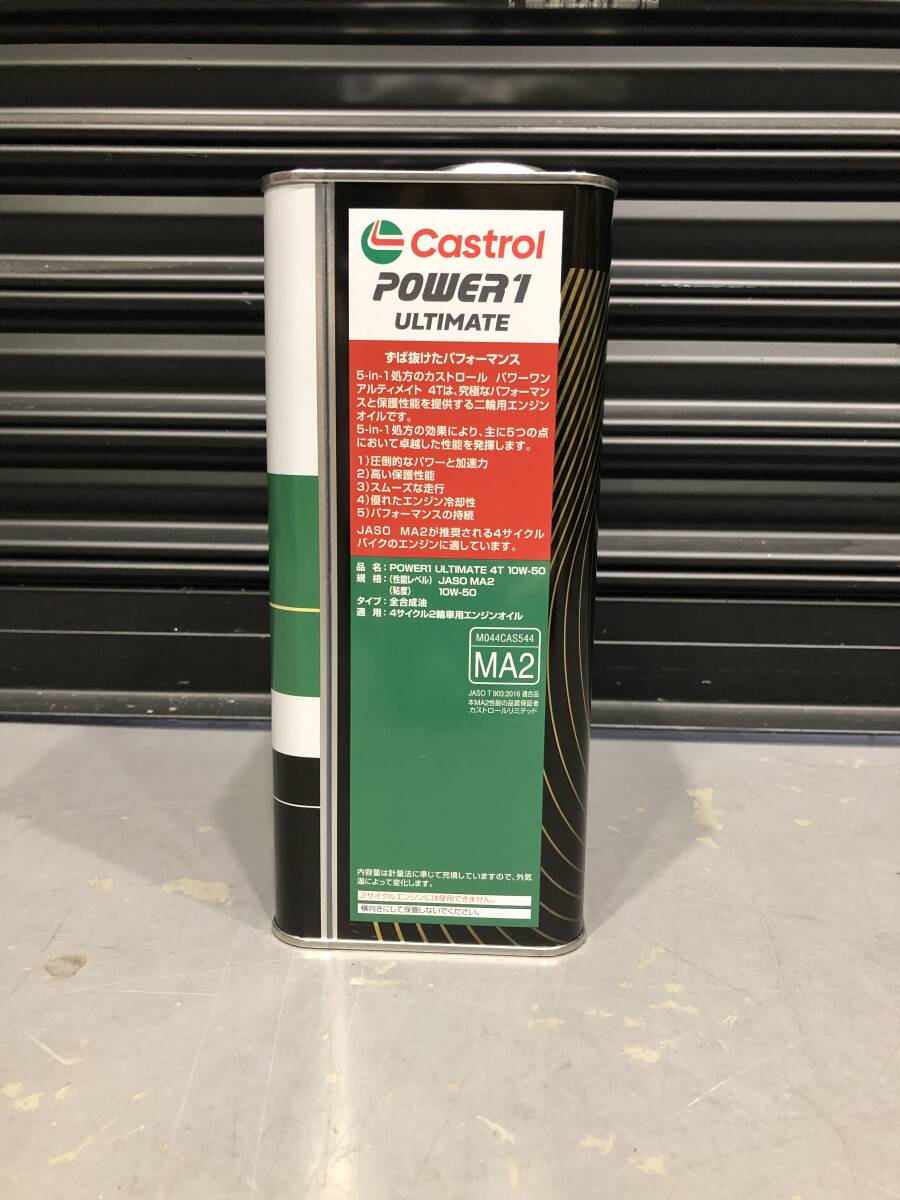 Castrol
POWER1
ULTIMATE
ずば抜けたパフォーマンス
5-in-1処方のカストロール パワーワン
アルティメイト 4Tは、究極なパフォーマン
スと保護性能を提供する二輪用エンジン
オイルです。
5-in-1処方の効果により、主に5つの点
において卓越した性能を発揮します。
1)圧倒的なパワーと加速力
2)高い保護性能
3)スムーズな走行
4)優れたエンジン冷却性
5)パフォーマンスの持続
JASO MA2が推奨される4サイクル
バイクのエンジンに適しています。
品 名:POWER1 ULTIMATE 4T 10W-50
規 格:(性能レベル) JASO MA2
(粘度) 10W-50
タイプ:全合成油
適 用:4サイクル2輪車用エンジンオイル
M044CAS544
MA2
JASO T 903:2016 適合品
本MA2性能の品質保証者
カストロールリミテッド
内容量は計量法に準じて充填していますので、外気
温によって変化します。
2サイクルエンジンには使用できません。
横向きにして保管しないでください。